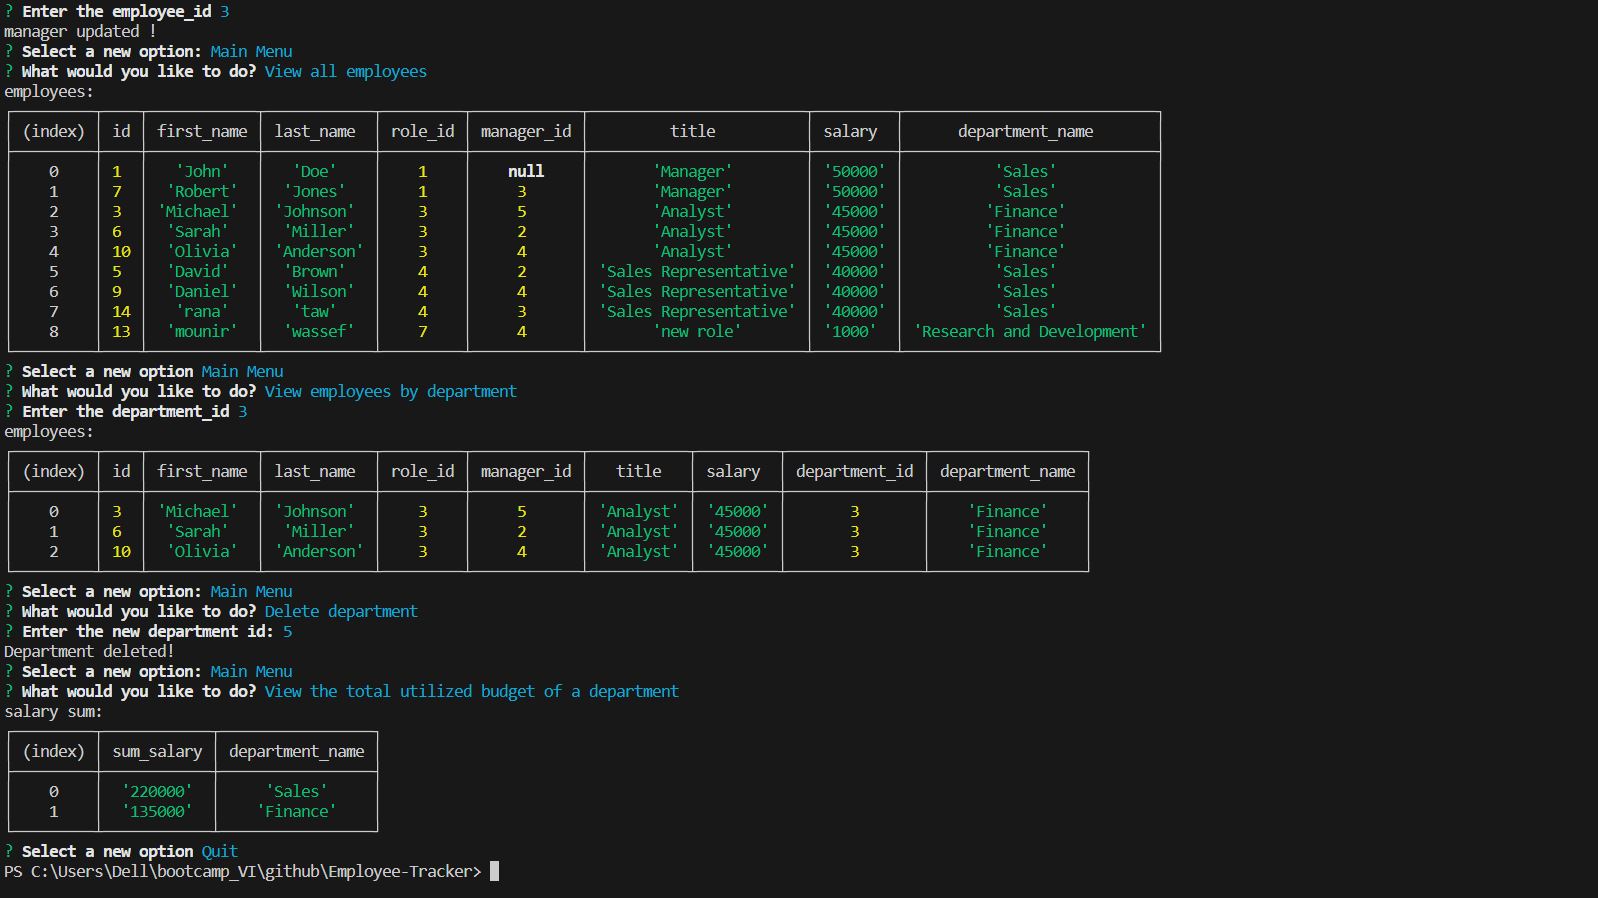 ? Enter the employee_id 3
manager updated !
? Select a new option: Main Menu
? What would you like to do? View all employees
employees:
(index) id first_name last_name role_id manager_id title salary department_name
0 1 'John' 'Doe' 1 null 'Manager' '50000' 'Sales'
1 7 'Robert' 'Jones' 1 3 'Manager' '50000' 'Sales'
2 3 'Michael' 'Johnson' 3 5 'Analyst' '45000' 'Finance'
3 6 'Sarah' 'Miller' 3 2 'Analyst' '45000' 'Finance'
4 10 'Olivia' 'Anderson' 3 4 'Analyst' '45000' 'Finance'
5 5 'David' 'Brown' 4 2 'Sales Representative' '40000' 'Sales'
6 9 'Daniel' 'Wilson' 4 4 'Sales Representative' '40000' 'Sales'
7 14 'rana' 'taw' 4 3 'Sales Representative' '40000' 'Sales'
8 13 'mounir' 'wassef' 7 4 'new role' '1000' 'Research and Development'
? Select a new option Main Menu
? What would you like to do? View employees by department
? Enter the department_id 3
employees:
(index) id first_name last_name role_id manager_id title salary department_id department_name
0 3 'Michael' 'Johnson' 3 5 'Analyst' '45000' 3 'Finance'
1 6 'Sarah' 'Miller' 3 2 'Analyst' '45000' 3 'Finance'
2 10 'Olivia' 'Anderson' 3 4 'Analyst' '45000' 3 'Finance'
? Select a new option: Main Menu
? What would you like to do? Delete department
? Enter the new department id: 5
Department deleted!
? Select a new option: Main Menu
? What would you like to do? View the total utilized budget of a department
salary sum:
(index) sum_salary department_name
0 '220000' 'Sales'
1 '135000' 'Finance'
? Select a new option Quit
PS C:\Users\Dell\bootcamp_VI\github\Employee-Tracker>